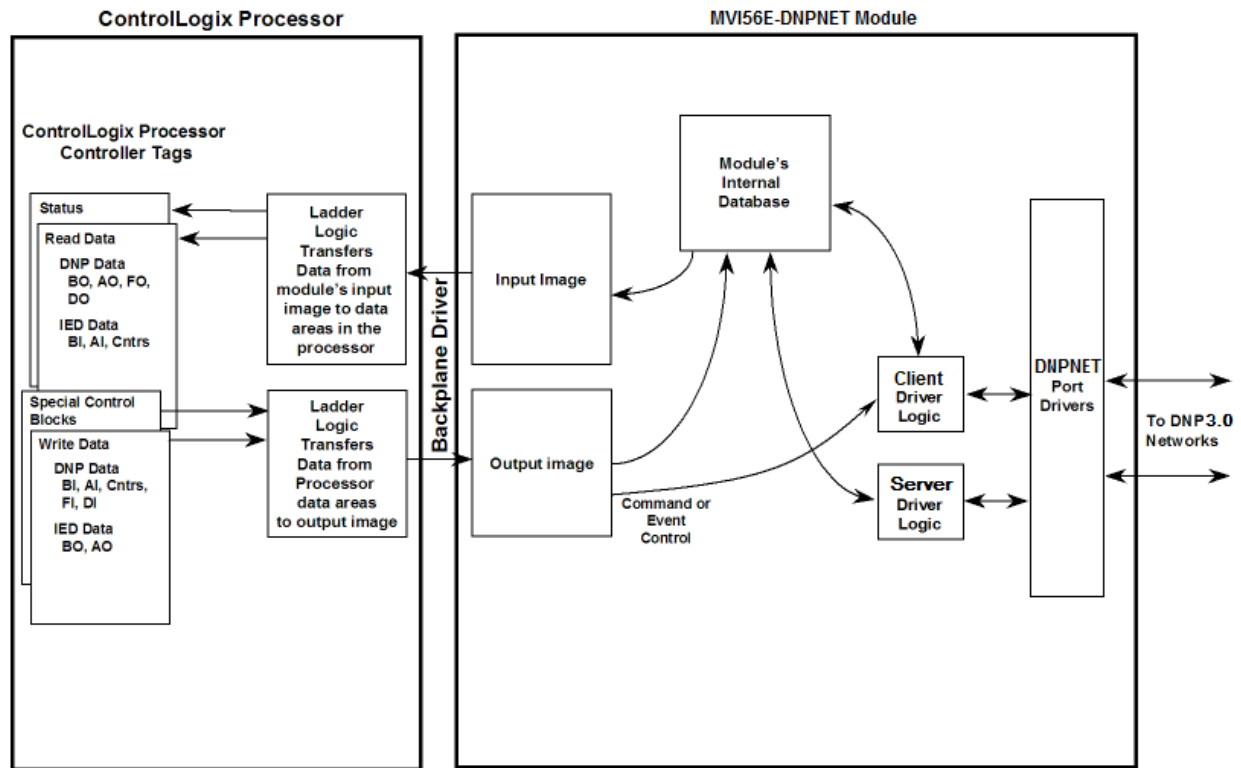 ControlLogix Processor
MVI56E-DNPNET Module
ControlLogix Processor
Controller Tags
Status
Read Data
DNP Data
BO, AO, FO,
DO
IED Data
BI, AI, Cntrs
Special Control
Blocks
Write Data
DNP Data
BI, AI, Cntrs,
FI, DI
IED Data
BO, AO
Ladder
Logic
Transfers
Data from
module's input
image to data
areas in the
processor
Ladder
Logic
Transfers
Data from
Processor
data areas
to output image
Backplane Driver
Input Image
Output image
Module's
Internal
Database
Command or
Event
Control
Client
Driver
Logic
Server
Driver
Logic
DNPNET
Port
Drivers
To DNP3.0
Networks